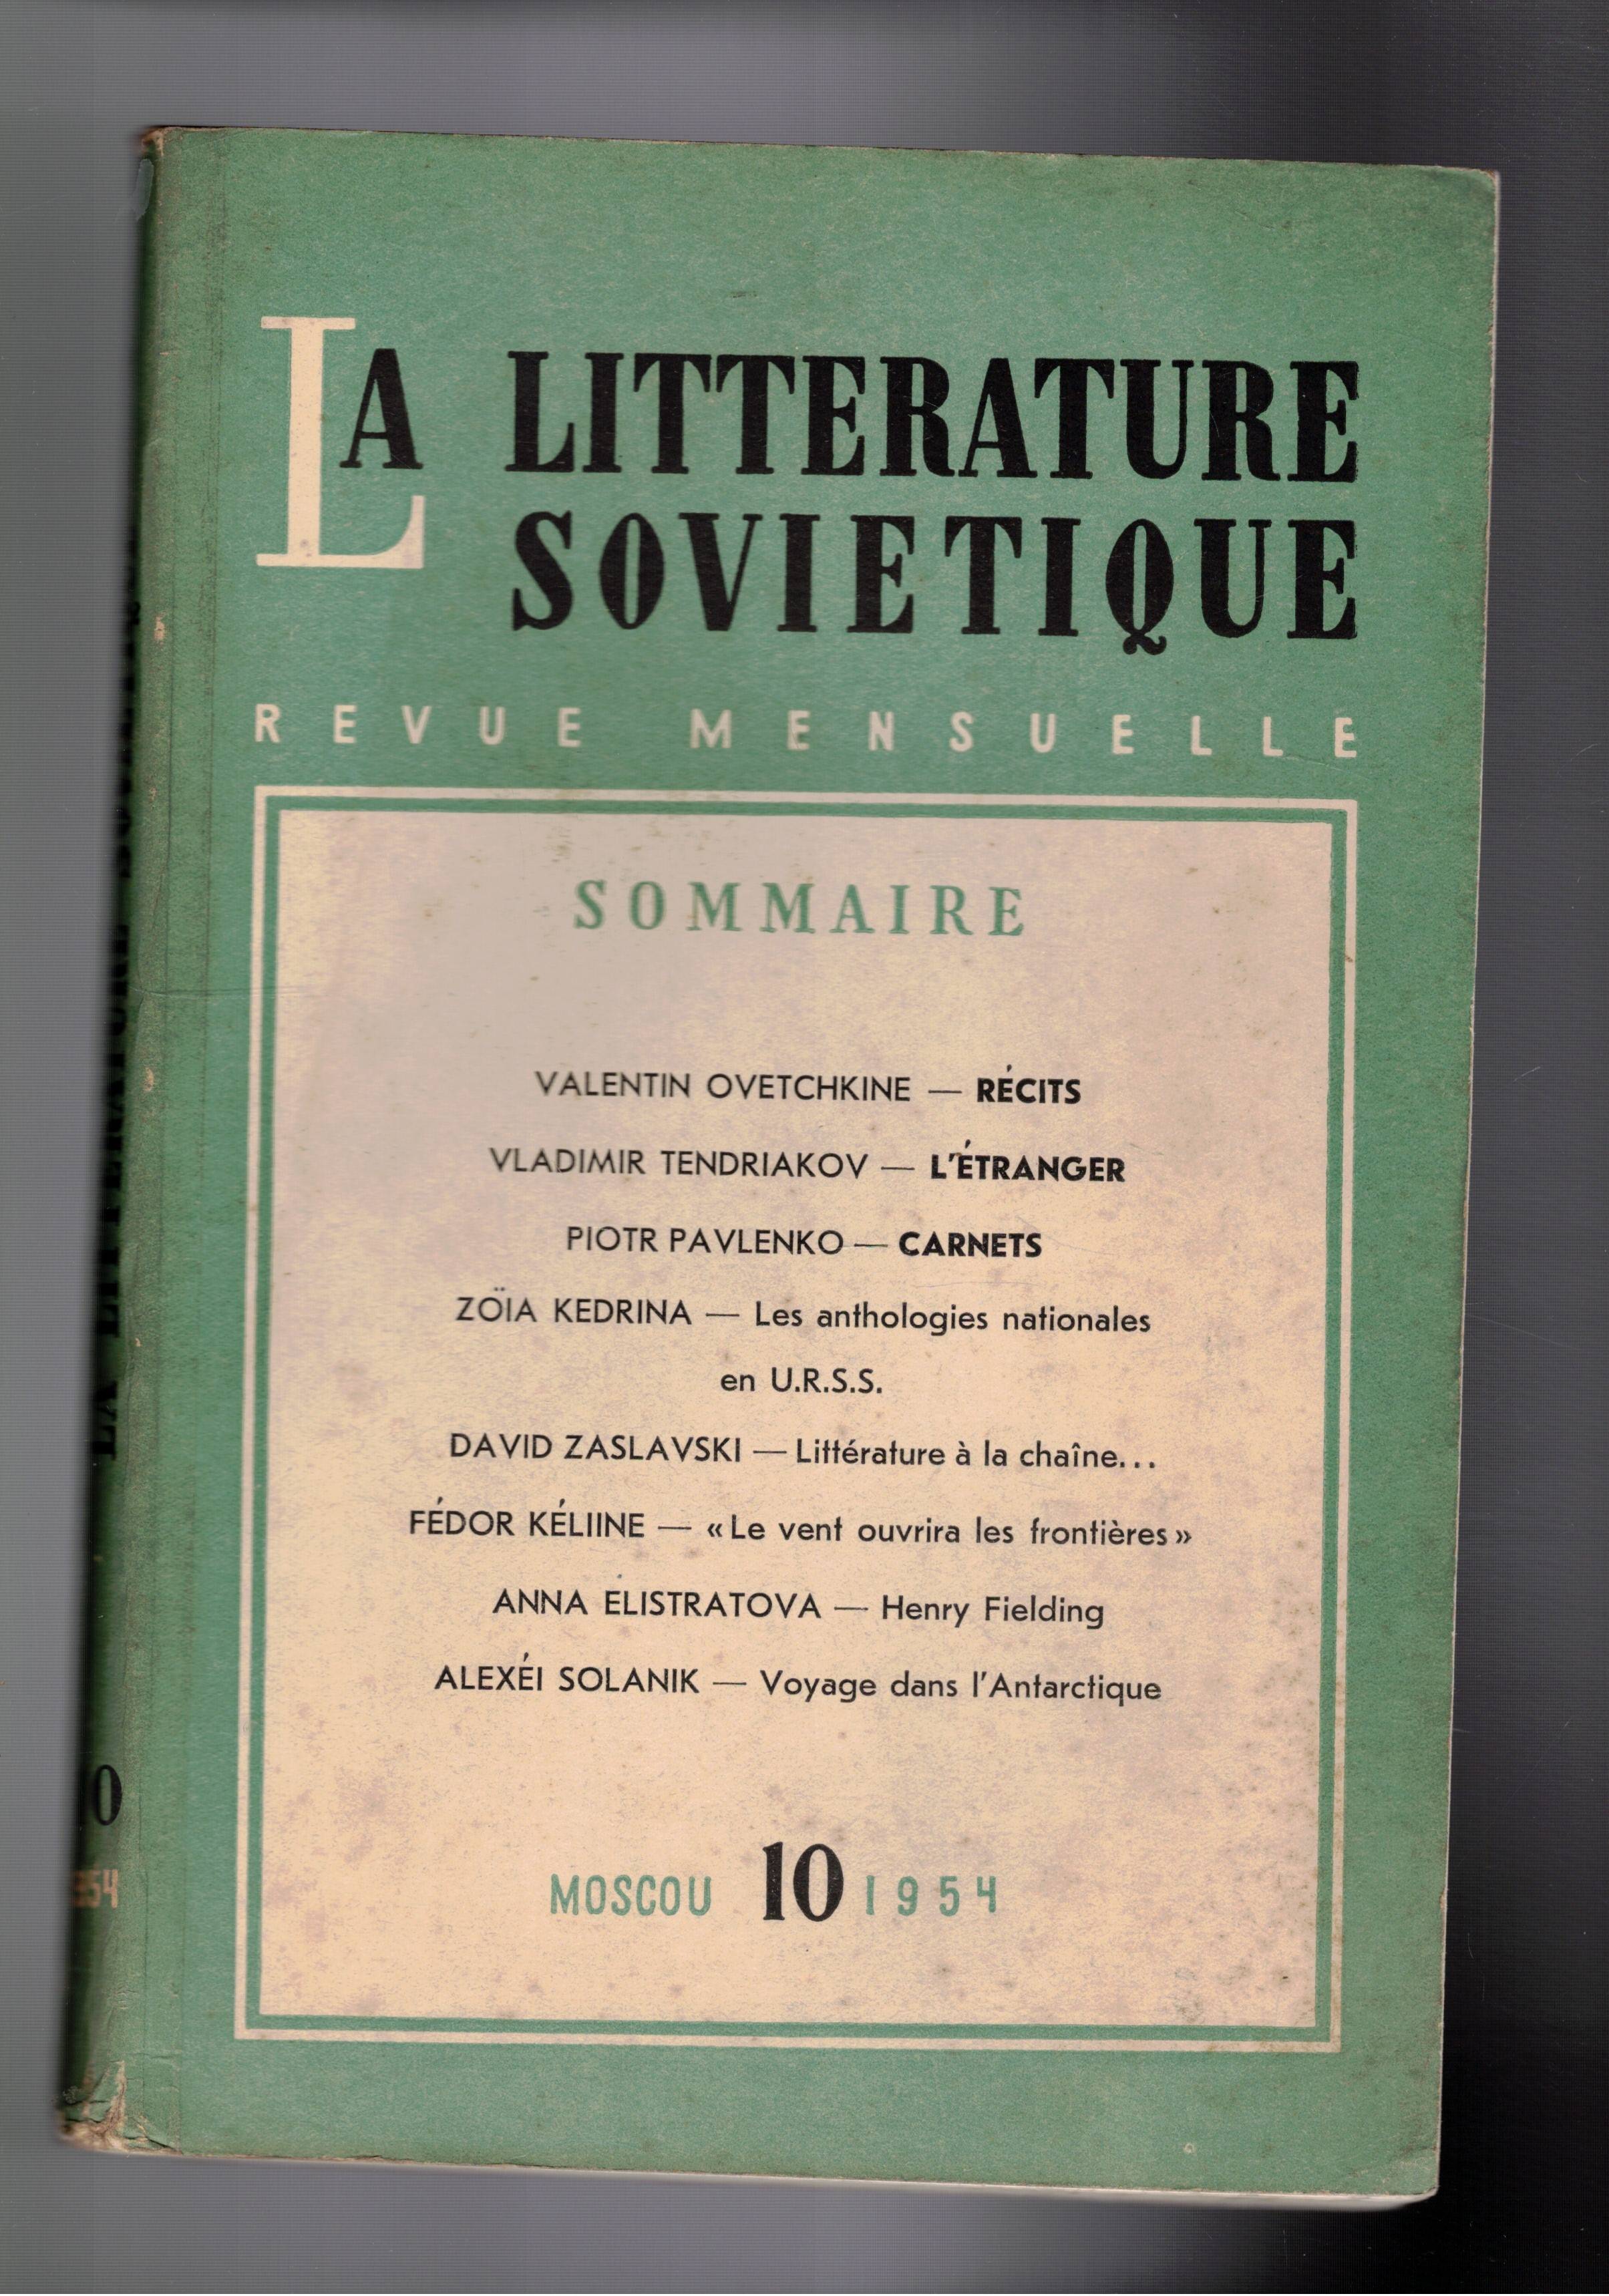 LA LITTERATURE
SOVIETIQUE
REVUE MENSUELLE
SOMMAIRE
VALENTIN OVETCHKINE — RÉCITS
VLADIMIR TENDRIAKOV — L'ÉTRANGER
PIOTR PAVLENKO — CARNETS
ZOÏA KEDRINA — Les anthologies nationales
en U.R.S.S.
DAVID ZASLAVSKI — Littérature à la chaîne...
FÉDOR KÉLIINE — «Le vent ouvrira les frontières»
ANNA ÉLISTRATOVA — Henry Fielding
ALEXÉI SOLANIK — Voyage dans l'Antarctique
MOSCOU 10 1954